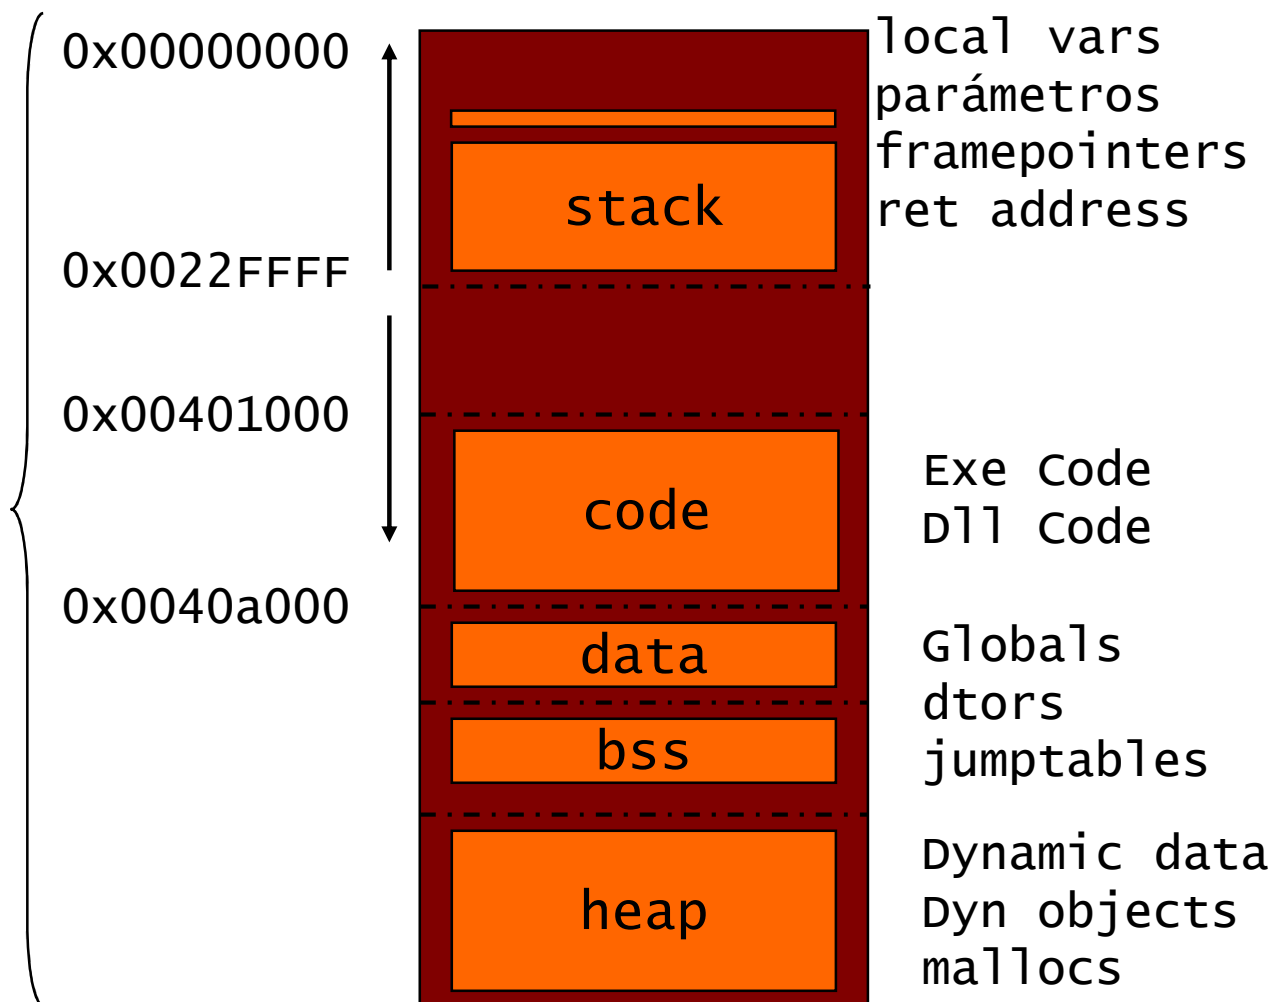 0x00000000
local vars
parámetros
framepointers
stack
ret address
0x0022FFFF
0x00401000
Exe Code
code
Dll Code
0x0040a000
data
Globals
dtors
bss
jumptables
Dynamic data
heap
Dyn objects
mallocs